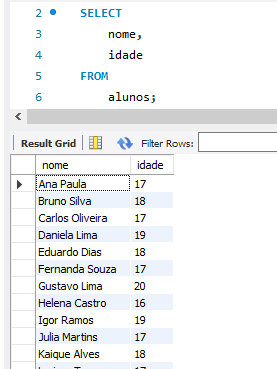 2 SELECT
3 nome,
4 idade
5 FROM
6 alunos;
Result Grid Filter Rows:
nome idade
Ana Paula 17
Bruno Silva 18
Carlos Oliveira 17
Daniela Lima 19
Eduardo Dias 18
Fernanda Souza 17
Gustavo Lima 20
Helena Castro 16
Igor Ramos 19
Julia Martins 17
Kaique Alves 18